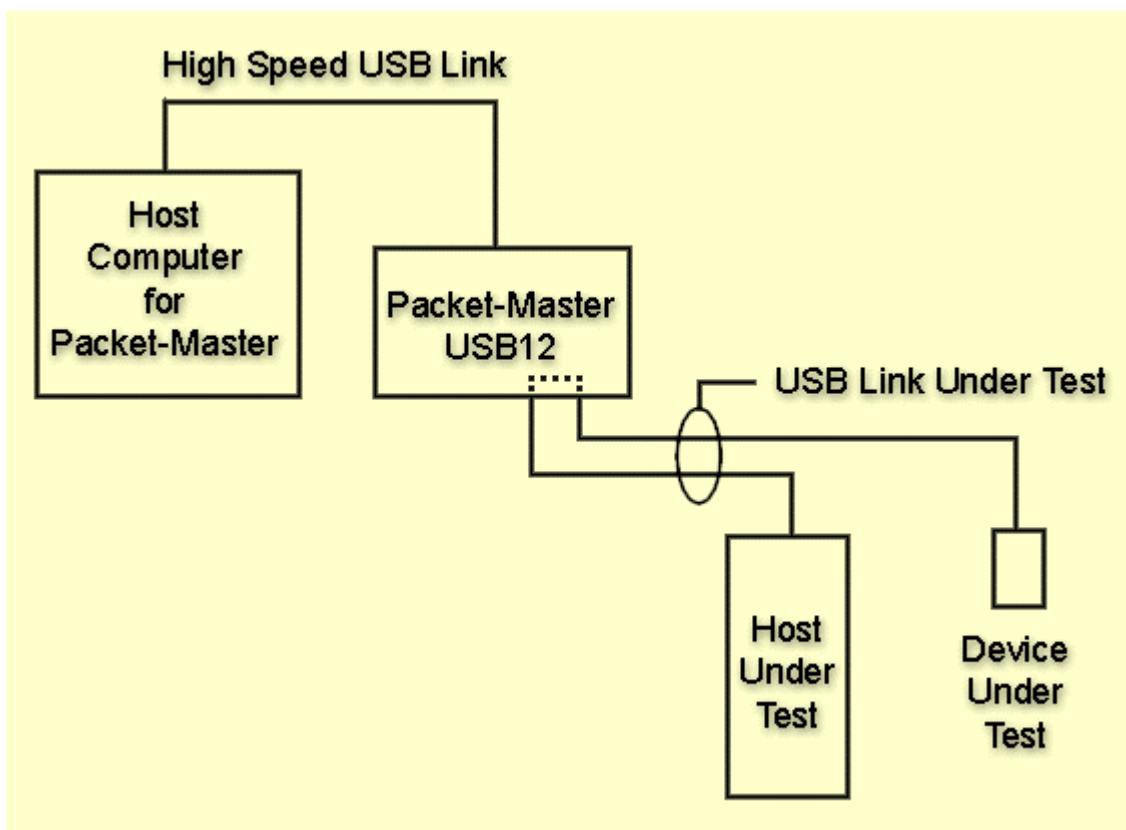 High Speed USB Link
Host
Computer
for
Packet-Master
Packet-Master
USB12
USB Link Under Test
Host
Under
Test
Device
Under
Test